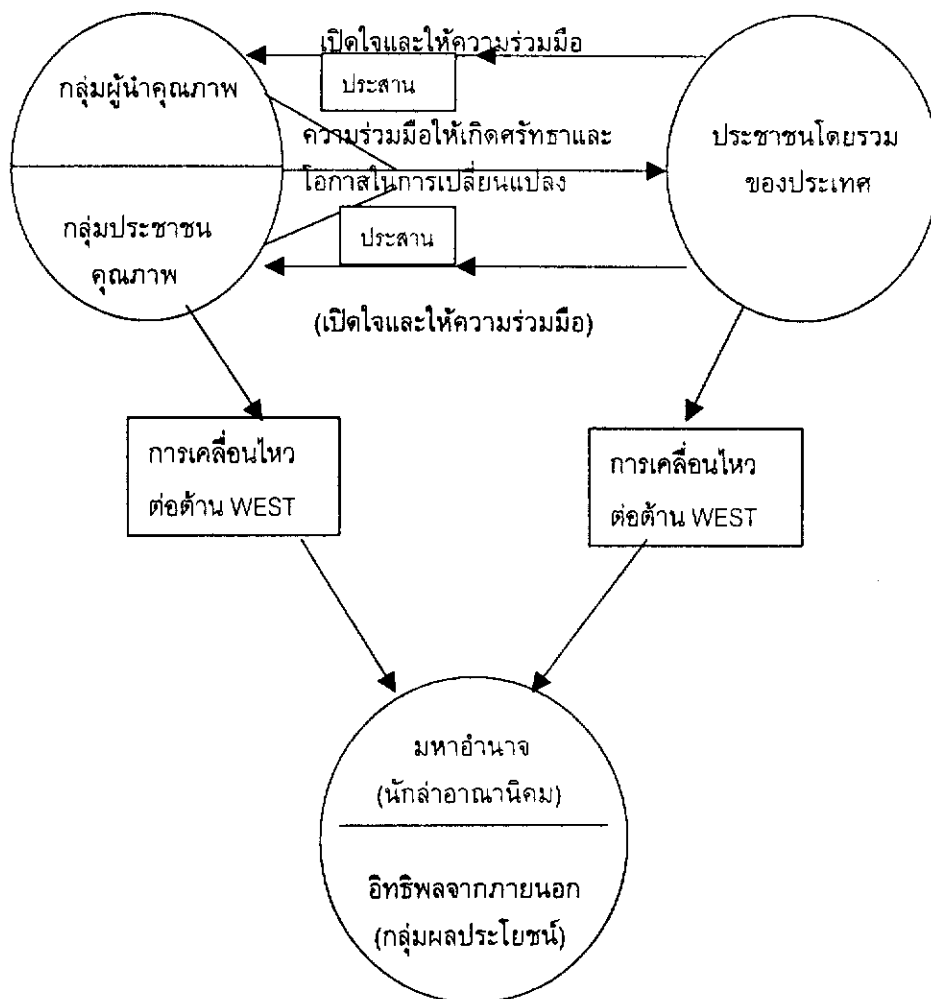 เปิดใจและให้ความร่วมมือ
ประสาน
กลุ่มผู้นำคุณภาพ
ความร่วมมือให้เกิดศรัทธาและ
โอกาสในการเปลี่ยนแปลง
ประชาชนโดยรวม
ของประเทศ
กลุ่มประชาชน
คุณภาพ
ประสาน
(เปิดใจและให้ความร่วมมือ)
การเคลื่อนไหว
ต่อต้าน WEST
การเคลื่อนไหว
ต่อต้าน WEST
มหาอำนาจ
(นักล่าอาณานิคม)
อิทธิพลจากภายนอก
(กลุ่มผลประโยชน์)